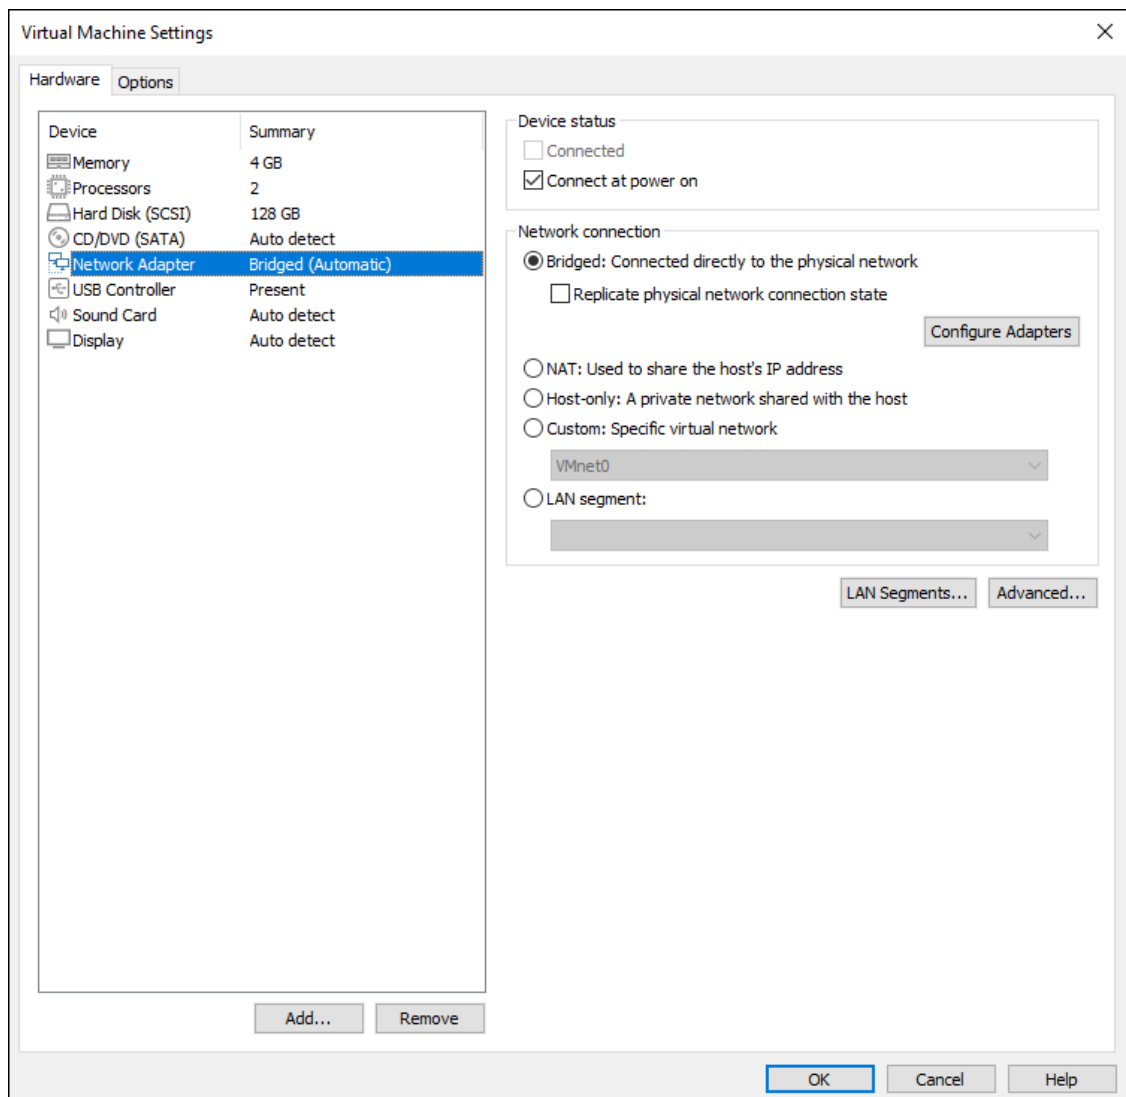 Virtual Machine Settings
Hardware Options
Device Summary
Memory 4 GB
Processors 2
Hard Disk (SCSI) 128 GB
CD/DVD (SATA) Auto detect
Network Adapter Bridged (Automatic)
USB Controller Present
Sound Card Auto detect
Display Auto detect
Add... Remove
Device status
Connected
Connect at power on
Network connection
Bridged: Connected directly to the physical network
Replicate physical network connection state
Configure Adapters
NAT: Used to share the host's IP address
Host-only: A private network shared with the host
Custom: Specific virtual network
VMnet0
LAN segment:
LAN Segments... Advanced...
OK Cancel Help